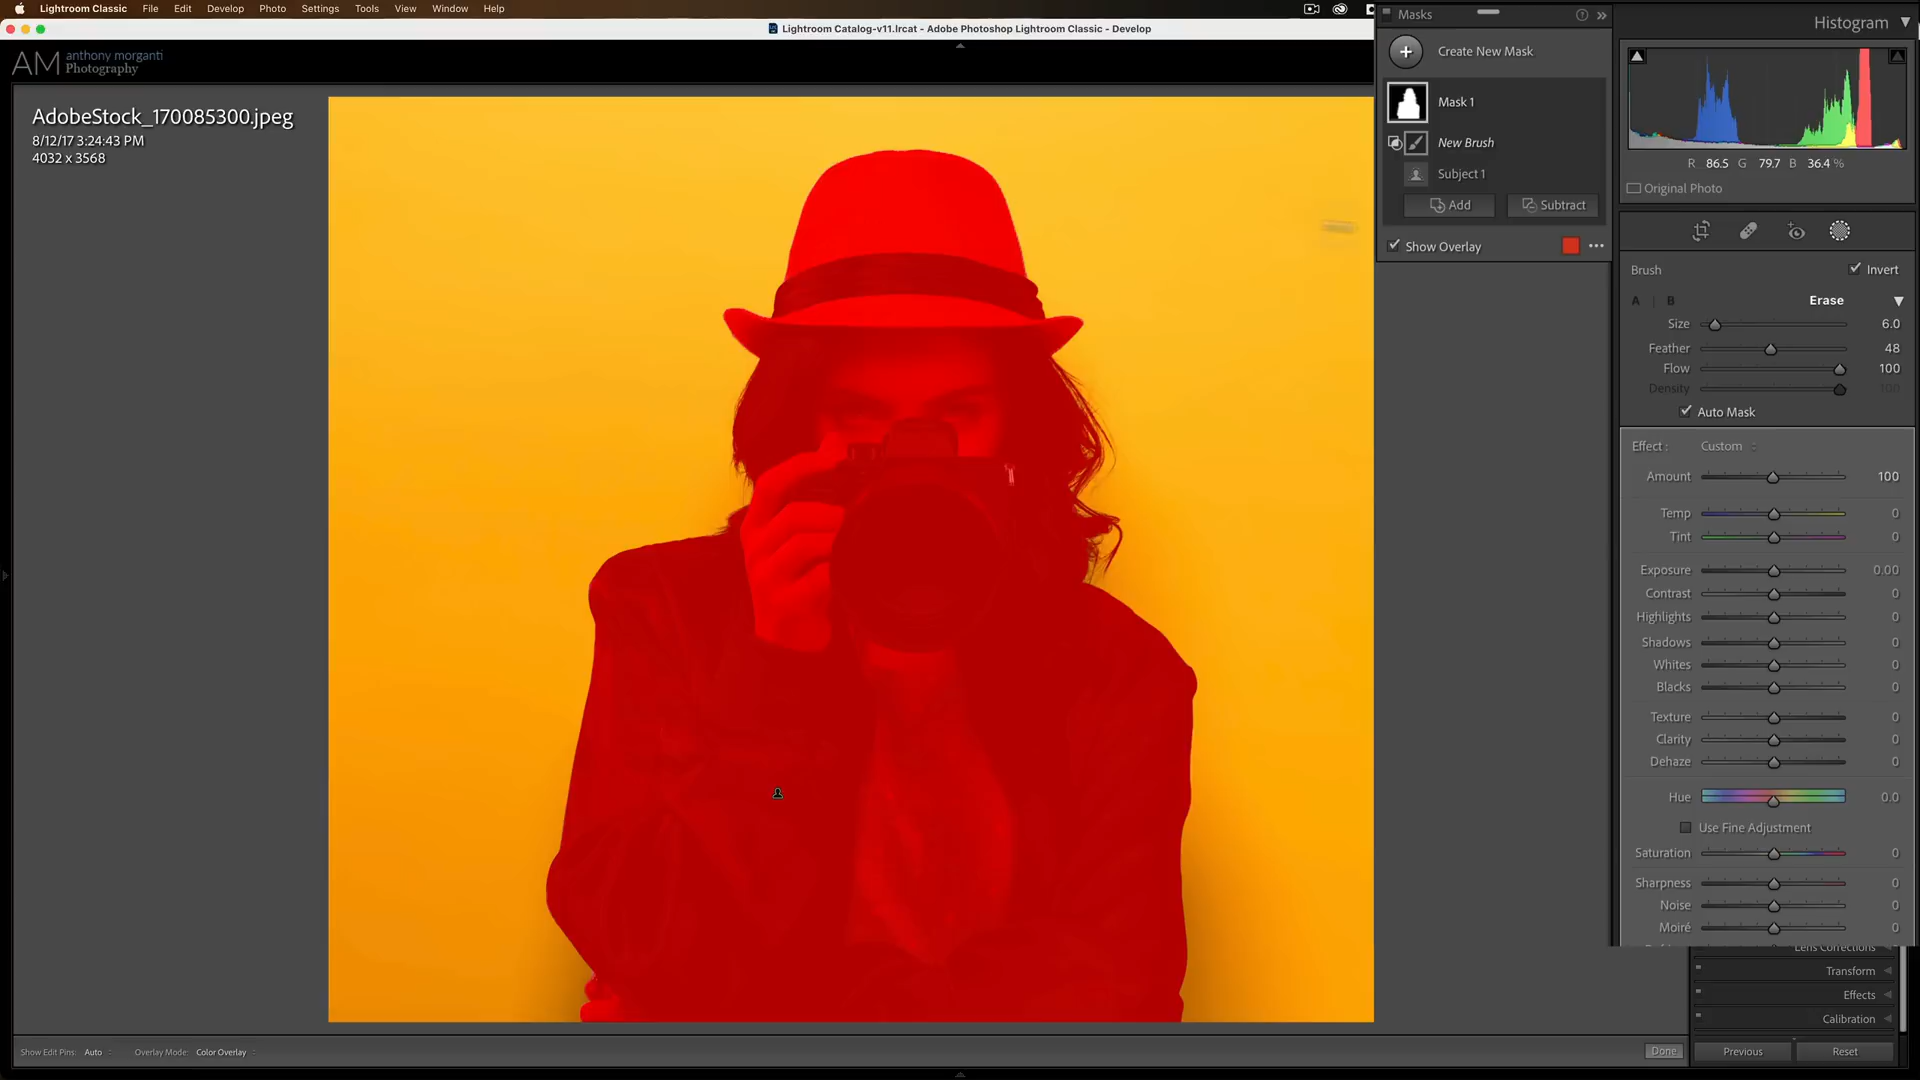 Lightroom Classic File Edit Develop Photo Settings Tools View Window Help
Lightroom Catalog-v11.lrcat - Adobe Photoshop Lightroom Classic - Develop
AM anthony morganti
Photography
AdobeStock_170085300.jpeg
8/12/17 3:24:43 PM
4032 x 3568
Masks
Create New Mask
Mask 1
New Brush
Subject 1
Add Subtract
Show Overlay
Histogram
R 86.5 G 79.7 B 36.4 %
Original Photo
Brush Invert
A B Erase
Size 6.0
Feather 48
Flow 100
Density 100
Auto Mask
Effect : Custom
Amount 100
Temp 0
Tint 0
Exposure 0.00
Contrast 0
Highlights 0
Shadows 0
Whites 0
Blacks 0
Texture 0
Clarity 0
Dehaze 0
Hue 0.0
Use Fine Adjustment
Saturation 0
Sharpness 0
Noise 0
Moiré 0
Lens Corrections
Transform
Effects
Calibration
Previous Reset
Show Edit Pins: Auto Overlay Mode: Color Overlay Done